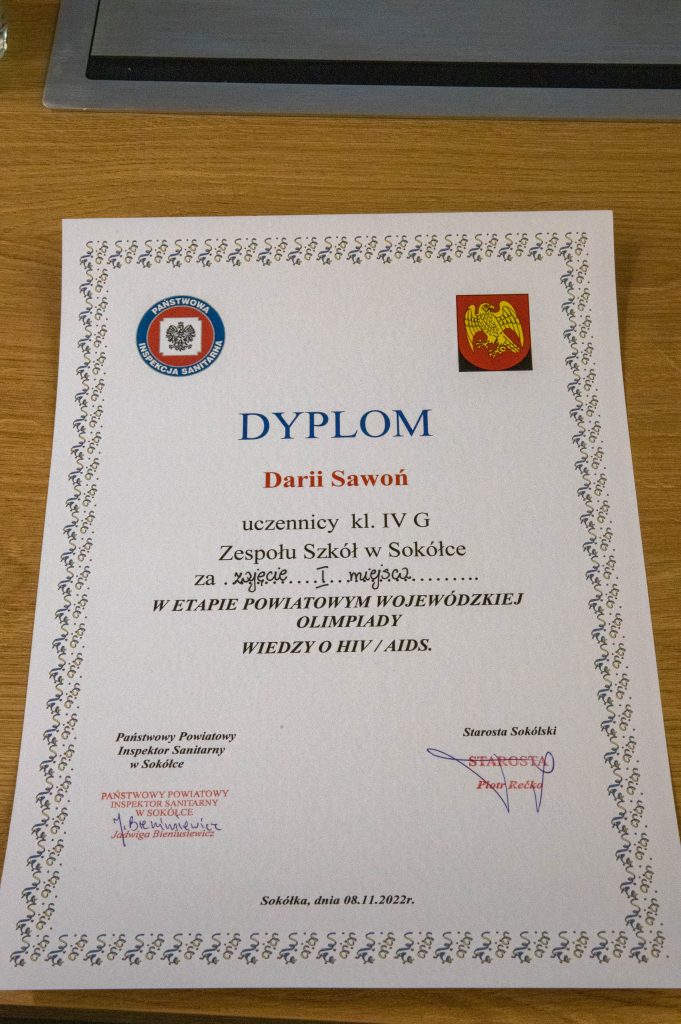 PAŃSTWOWA
INSPEKCJA SANITARNA
DYPLOM
Darii Sawoń
uczennicy kl. IV G
Zespołu Szkół w Sokółce
za .zajęcie....I...miejsca.........
W ETAPIE POWIATOWYM WOJEWÓDZKIEJ
OLIMPIADY
WIEDZY O HIV / AIDS.
Państwowy Powiatowy
Inspektor Sanitarny
w Sokółce
PAŃSTWOWY POWIATOWY
INSPEKTOR SANITARNY
W SOKÓŁCE
J. Bieniusiewicz
Jadwiga Bieniusiewicz
Starosta Sokólski
STAROSTA
Piotr Rećko
Sokółka, dnia 08.11.2022r.